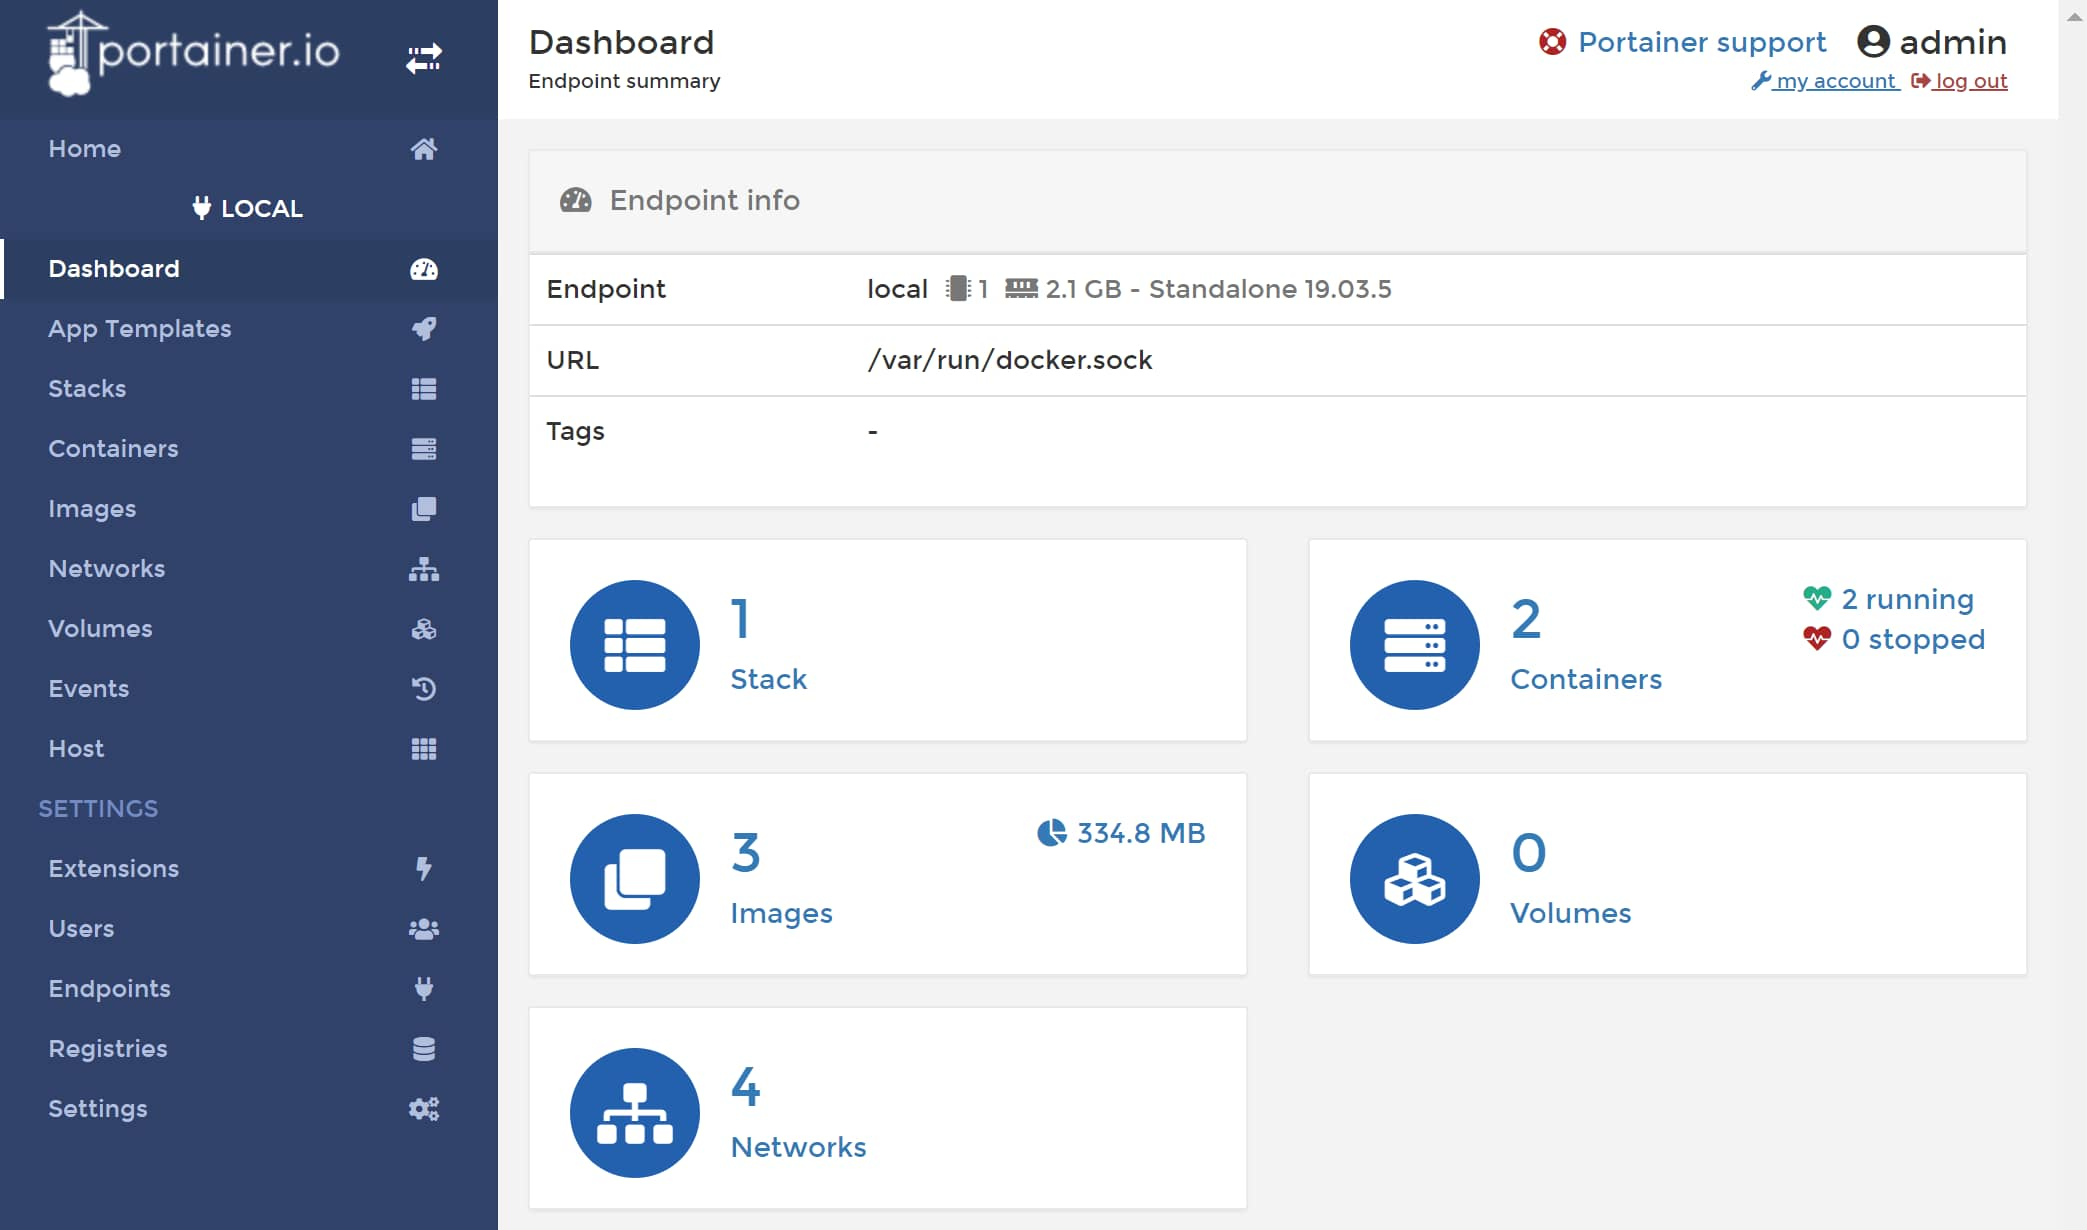 portainer.io
Home
LOCAL
Dashboard
App Templates
Stacks
Containers
Images
Networks
Volumes
Events
Host
SETTINGS
Extensions
Users
Endpoints
Registries
Settings
Dashboard
Endpoint summary
Portainer support admin
my account log out
Endpoint info
Endpoint local 1 2.1 GB - Standalone 19.03.5
URL /var/run/docker.sock
Tags -
1
Stack
2
Containers
2 running
0 stopped
3
Images
334.8 MB
0
Volumes
4
Networks